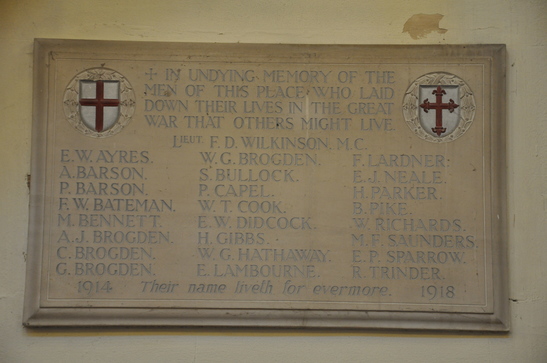 + IN UNDYING MEMORY OF THE
MEN OF THIS PLACE WHO LAID
DOWN THEIR LIVES IN THE GREAT
WAR THAT OTHERS MIGHT LIVE.
LIEUT. F. D. WILKINSON. M.C.
E. W. AYRES. W. G. BROGDEN. F. LARDNER.
A. BARSON. S. BULLOCK. E. J. NEALE.
P. BARSON. P. CAPEL. H. PARKER.
F. W. BATEMAN. W. T. COOK. B. PIKE.
M. BENNETT. E. W. DIDCOCK. W. RICHARDS.
A. J. BROGDEN. H. GIBBS. M. F. SAUNDERS.
C. BROGDEN. W. G. HATHAWAY. E. P. SPARROW.
G. BROGDEN. E. LAMBOURNE. R. TRINDER.
1914 Their name liveth for evermore. 1918